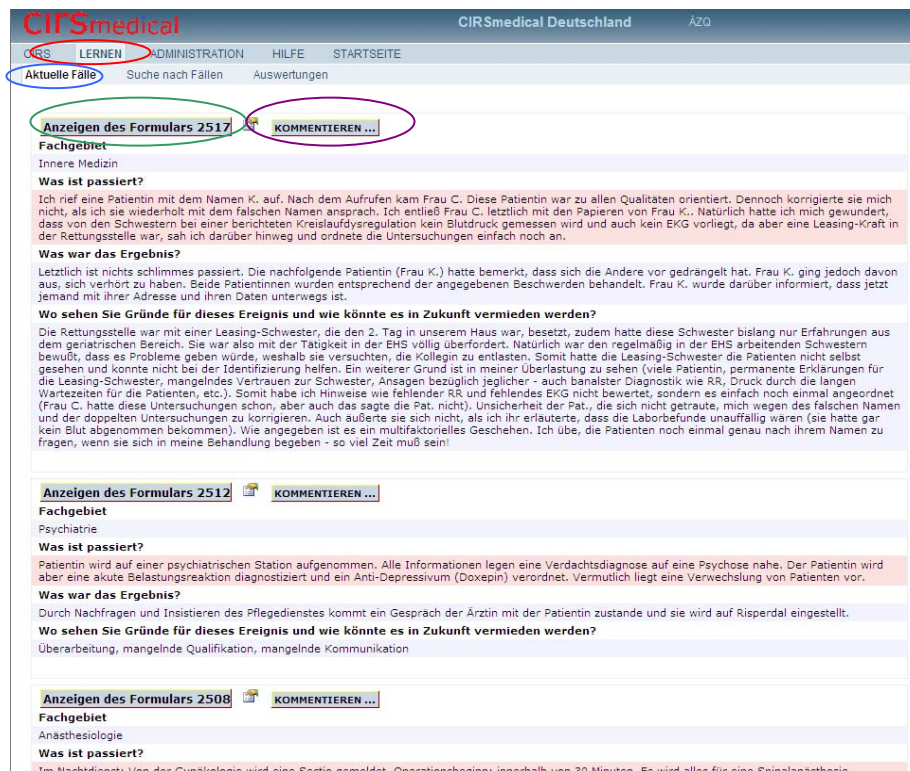 CIRSmedical
CIRSmedical Deutschland ÄZQ
CIRS LERNEN ADMINISTRATION HILFE STARTSEITE
Aktuelle Fälle Suche nach Fällen Auswertungen
Anzeigen des Formulars 2517 KOMMENTIEREN ...
Fachgebiet
Innere Medizin
Was ist passiert?
Ich rief eine Patientin mit dem Namen K. auf. Nach dem Aufrufen kam Frau C. Diese Patientin war zu allen Qualitäten orientiert. Dennoch korrigierte sie mich
nicht, als ich sie wiederholt mit dem falschen Namen ansprach. Ich entließ Frau C. letztlich mit den Papieren von Frau K.. Natürlich hatte ich mich gewundert,
dass von den Schwestern bei einer berichteten Kreislaufdysregulation kein Blutdruck gemessen wird und auch kein EKG vorliegt, da aber eine Leasing-Kraft in
der Rettungsstelle war, sah ich darüber hinweg und ordnete die Untersuchungen einfach noch an.
Was war das Ergebnis?
Letztlich ist nichts schlimmes passiert. Die nachfolgende Patientin (Frau K.) hatte bemerkt, dass sich die Andere vor gedrängelt hat. Frau K. ging jedoch davon
aus, sich verhört zu haben. Beide Patientinnen wurden entsprechend der angegebenen Beschwerden behandelt. Frau K. wurde darüber informiert, dass jetzt
jemand mit ihrer Adresse und ihren Daten unterwegs ist.
Wo sehen Sie Gründe für dieses Ereignis und wie könnte es in Zukunft vermieden werden?
Die Rettungsstelle war mit einer Leasing-Schwester, die den 2. Tag in unserem Haus war, besetzt, zudem hatte diese Schwester bislang nur Erfahrungen aus
dem geriatrischen Bereich. Sie war also mit der Tätigkeit in der EHS völlig überfordert. Natürlich war den regelmäßig in der EHS arbeitenden Schwestern
bewußt, dass es Probleme geben würde, weshalb sie versuchten, die Kollegin zu entlasten. Somit hatte die Leasing-Schwester die Patienten nicht selbst
gesehen und konnte nicht bei der Identifizierung helfen. Ein weiterer Grund ist in meiner Überlastung zu sehen (viele Patientin, permanente Erklärungen für
die Leasing-Schwester, mangelndes Vertrauen zur Schwester, Ansagen bezüglich jeglicher - auch banalster Diagnostik wie RR, Druck durch die langen
Wartezeiten für die Patienten, etc.). Somit habe ich Hinweise wie fehlender RR und fehlendes EKG nicht bewertet, sondern es einfach noch einmal angeordnet
(Frau C. hatte diese Untersuchungen schon, aber auch das sagte die Pat. nicht). Unsicherheit der Pat., die sich nicht getraute, mich wegen des falschen Namen
und der doppelten Untersuchungen zu korrigieren. Auch äußerte sie sich nicht, als ich ihr erläuterte, dass die Laborbefunde unauffällig wären (sie hatte gar
kein Blut abgenommen bekommen). Wie angegeben ist es ein multifaktorielles Geschehen. Ich übe, die Patienten noch einmal genau nach ihrem Namen zu
fragen, wenn sie sich in meine Behandlung begeben - so viel Zeit muß sein!
Anzeigen des Formulars 2512 KOMMENTIEREN ...
Fachgebiet
Psychiatrie
Was ist passiert?
Patientin wird auf einer psychiatrischen Station aufgenommen. Alle Informationen legen eine Verdachtsdiagnose auf eine Psychose nahe. Der Patientin wird
aber eine akute Belastungsreaktion diagnostiziert und ein Anti-Depressivum (Doxepin) verordnet. Vermutlich liegt eine Verwechslung von Patienten vor.
Was war das Ergebnis?
Durch Nachfragen und Insistieren des Pflegedienstes kommt ein Gespräch der Ärztin mit der Patientin zustande und sie wird auf Risperdal eingestellt.
Wo sehen Sie Gründe für dieses Ereignis und wie könnte es in Zukunft vermieden werden?
Überarbeitung, mangelnde Qualifikation, mangelnde Kommunikation
Anzeigen des Formulars 2508 KOMMENTIEREN ...
Fachgebiet
Anästhesiologie
Was ist passiert?
Im Nachtdienst: Von der Gynäkologie wird eine Sectio gemeldet, Operationsbeginn: innerhalb von 30 Minuten. Es wird alles für eine Spinalanästhesie